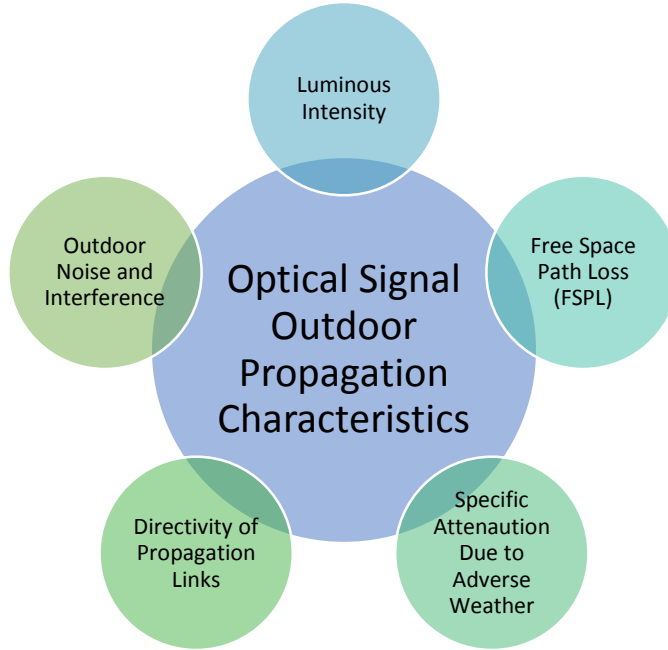 Luminous
Intensity
Outdoor
Noise and
Interference
Optical Signal
Outdoor
Propagation
Characteristics
Free Space
Path Loss
(FSPL)
Directivity of
Propagation
Links
Specific
Attenaution
Due to
Adverse
Weather